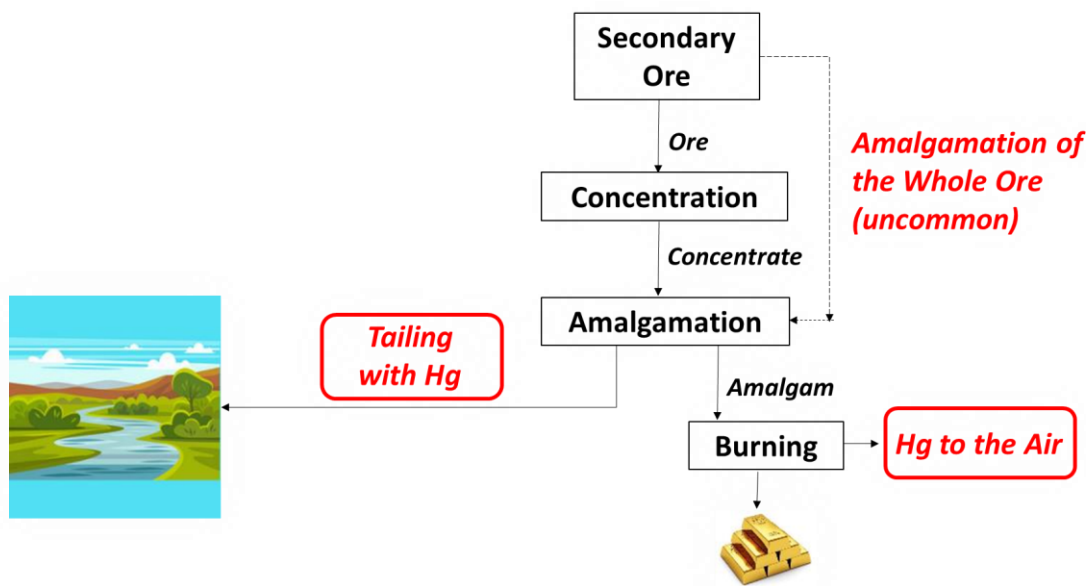 Secondary
Ore
Ore
Amalgamation of
the Whole Ore
(uncommon)
Concentration
Concentrate
Amalgamation
Tailing
with Hg
Amalgam
Burning
Hg to the Air